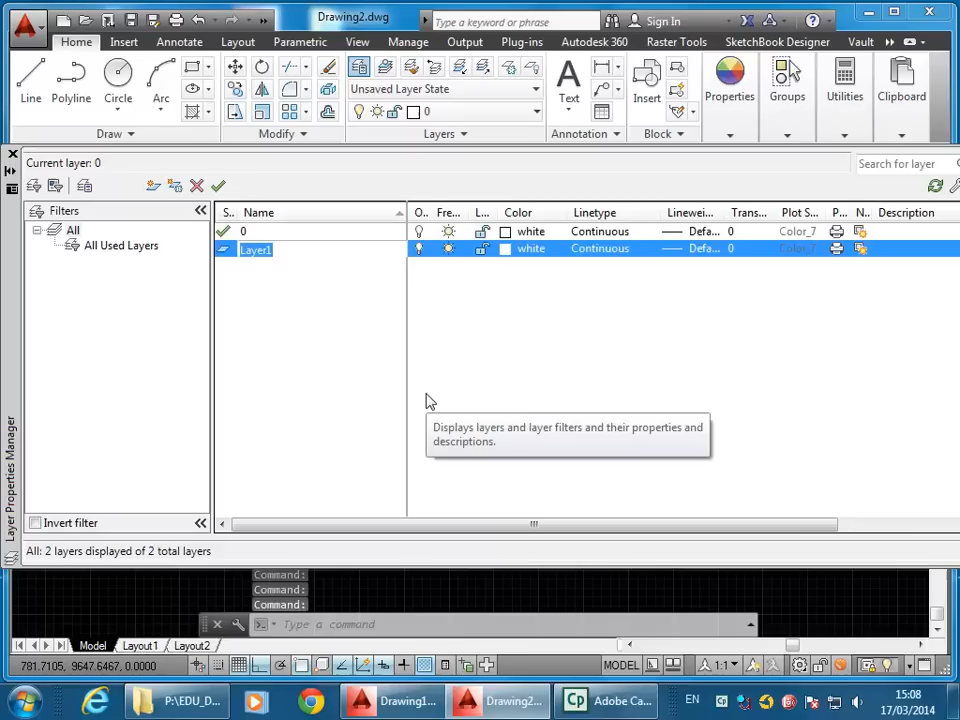 Drawing2.dwg
Type a keyword or phrase
Sign In
Home Insert Annotate Layout Parametric View Manage Output Plug-ins Autodesk 360 Raster Tools SketchBook Designer Vault
Unsaved Layer State
0
Line Polyline Circle Arc Text Insert Properties Groups Utilities Clipboard
Draw Modify Layers Annotation Block
Current layer: 0
Search for layer
Filters
S.. Name O.. Fre... L... Color Linetype Linewei... Trans... Plot S... P... N.. Description
All
0 white Continuous Defa... 0 Color_7
All Used Layers
Layer1 white Continuous Defa... 0 Color_7
Displays layers and layer filters and their properties and
descriptions.
Layer Properties Manager
Invert filter
All: 2 layers displayed of 2 total layers
Command:
Command:
Command:
Type a command
Model Layout1 Layout2
781.7105, 9647.6467, 0.0000
MODEL
1:1
P:\EDU_D...
Drawing1...
Drawing2...
Cp
Adobe Ca...
EN
15:08
17/03/2014